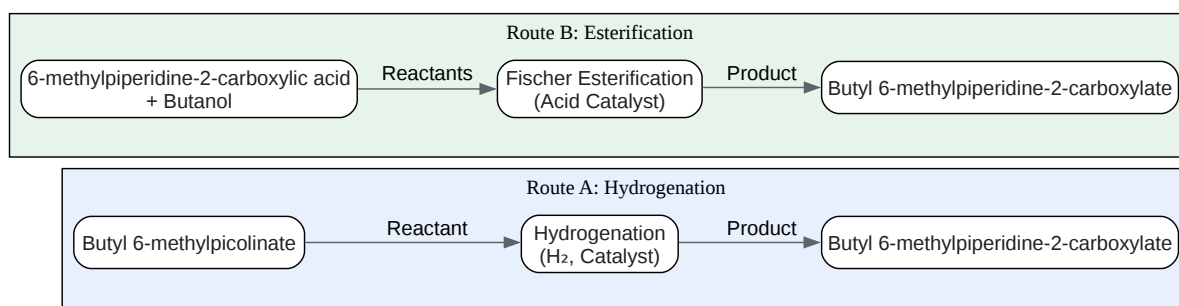 Route B: Esterification
6-methylpiperidine-2-carboxylic acid
+ Butanol
Reactants
Fischer Esterification
(Acid Catalyst)
Product
Butyl 6-methylpiperidine-2-carboxylate
Route A: Hydrogenation
Butyl 6-methylpicolinate
Reactant
Hydrogenation
(H₂, Catalyst)
Product
Butyl 6-methylpiperidine-2-carboxylate